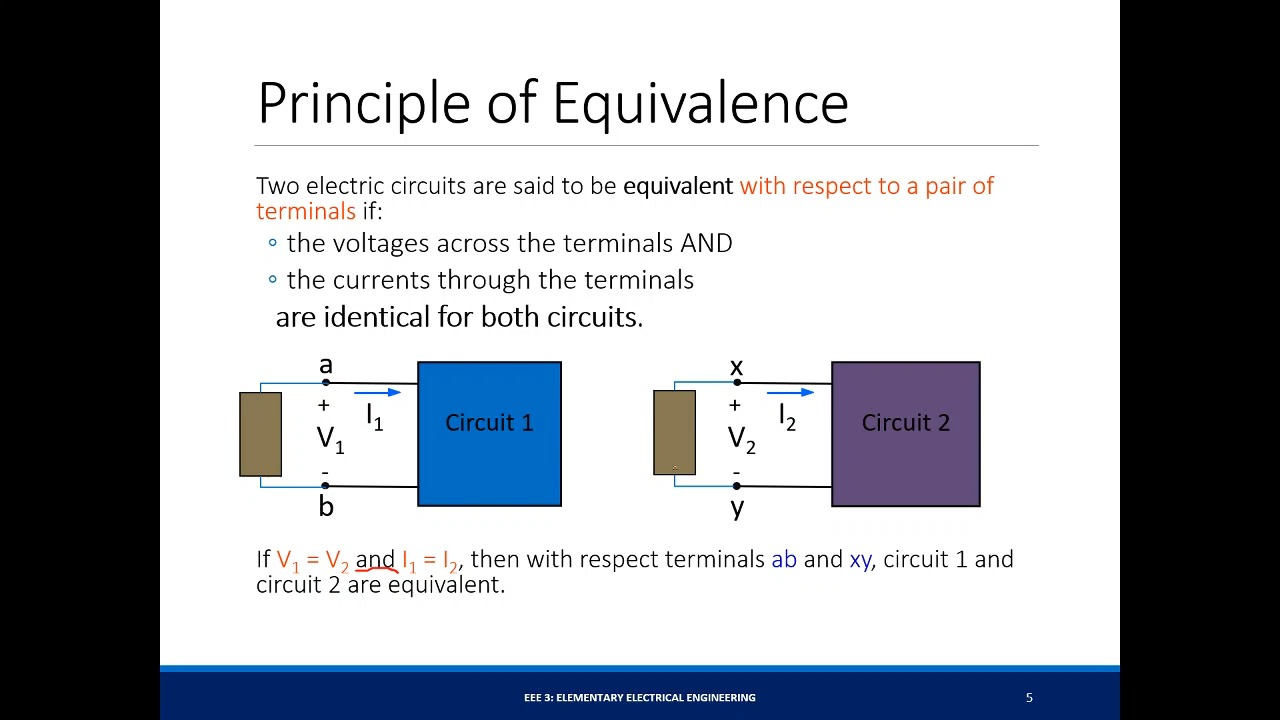 Principle of Equivalence
Two electric circuits are said to be equivalent with respect to a pair of
terminals if:
◦ the voltages across the terminals AND
◦ the currents through the terminals
are identical for both circuits.
a
+
I₁
V₁
-
b
Circuit 1
x
+
I₂
V₂
-
y
Circuit 2
If V₁ = V₂ and I₁ = I₂, then with respect terminals ab and xy, circuit 1 and
circuit 2 are equivalent.
EEE 3: ELEMENTARY ELECTRICAL ENGINEERING
5